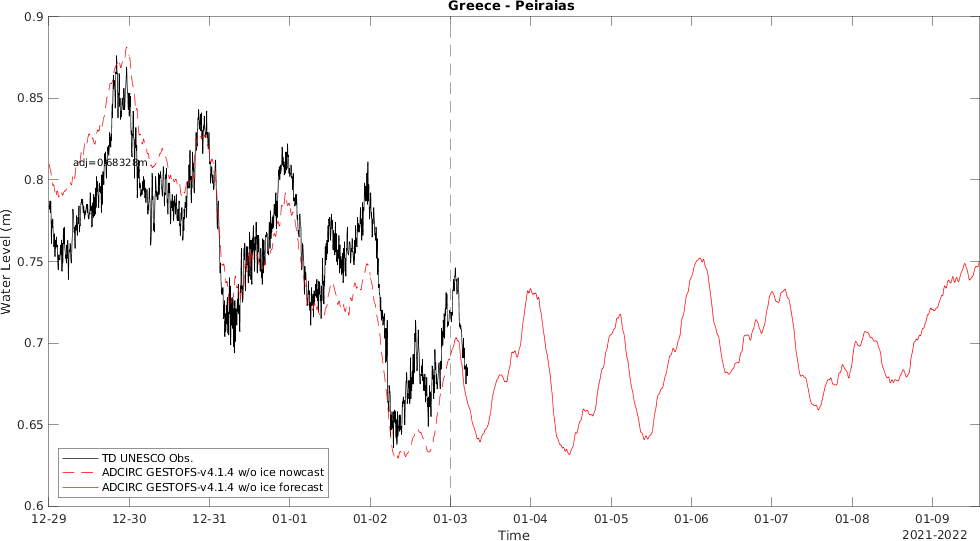 Greece - Peiraias
0.9
0.85
0.8
0.75
0.7
0.65
0.6
Water Level (m)
adj=0.68328m
TD UNESCO Obs.
ADCIRC GESTOFS-v4.1.4 w/o ice nowcast
ADCIRC GESTOFS-v4.1.4 w/o ice forecast
12-29 12-30 12-31 01-01 01-02 01-03 01-04 01-05 01-06 01-07 01-08 01-09
Time
2021-2022